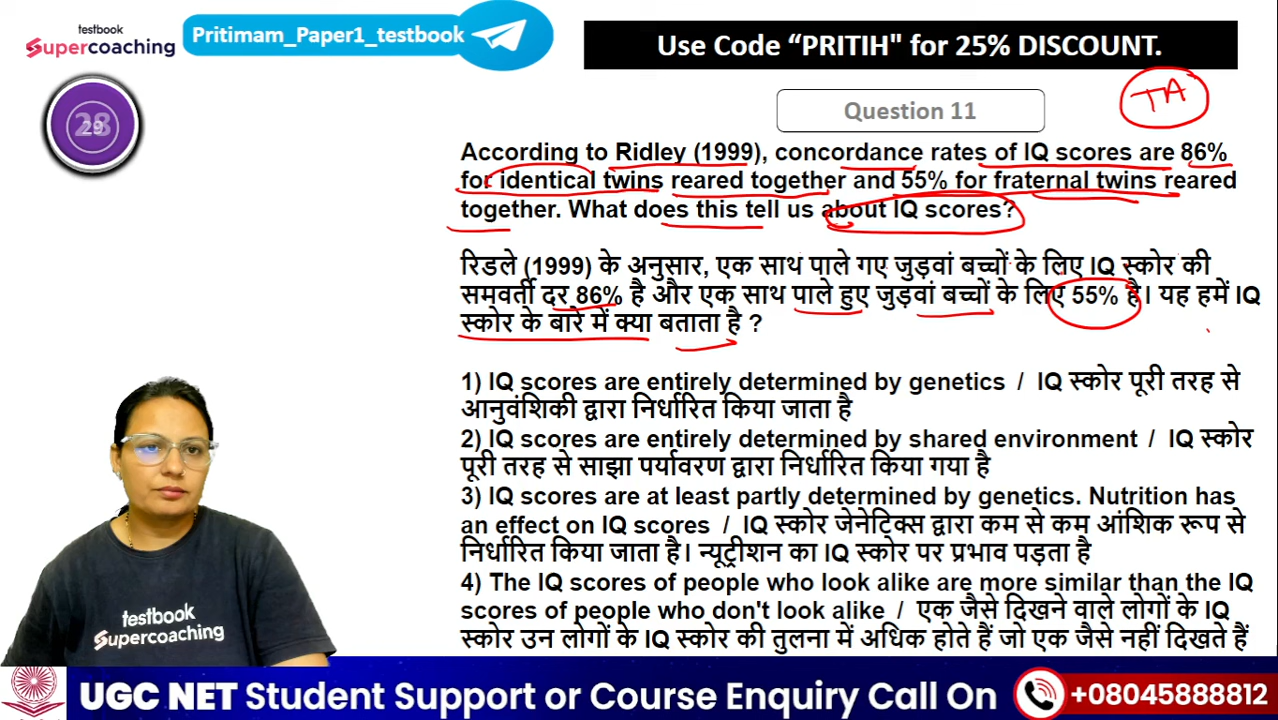 testbook
Supercoaching
Pritimam_Paper1_testbook
Use Code “PRITIH" for 25% DISCOUNT.
TA
Question 11
According to Ridley (1999), concordance rates of IQ scores are 86%
for identical twins reared together and 55% for fraternal twins reared
together. What does this tell us about IQ scores?
रिडले (1999) के अनुसार, एक साथ पाले गए जुड़वां बच्चों के लिए IQ स्कोर की
समवर्ती दर 86% है और एक साथ पाले हुए जुड़वां बच्चों के लिए 55% है। यह हमें IQ
स्कोर के बारे में क्या बताता है ?
1) IQ scores are entirely determined by genetics / IQ स्कोर पूरी तरह से
आनुवंशिकी द्वारा निर्धारित किया जाता है
2) IQ scores are entirely determined by shared environment / IQ स्कोर
पूरी तरह से साझा पर्यावरण द्वारा निर्धारित किया गया है
3) IQ scores are at least partly determined by genetics. Nutrition has
an effect on IQ scores / IQ स्कोर जेनेटिक्स द्वारा कम से कम आंशिक रूप से
निर्धारित किया जाता है। न्यूट्रीशन का IQ स्कोर पर प्रभाव पड़ता है
4) The IQ scores of people who look alike are more similar than the IQ
scores of people who don't look alike / एक जैसे दिखने वाले लोगों के IQ
स्कोर उन लोगों के IQ स्कोर की तुलना में अधिक होते हैं जो एक जैसे नहीं दिखते हैं
testbook
Supercoaching
UGC NET Student Support or Course Enquiry Call On
+08045888812